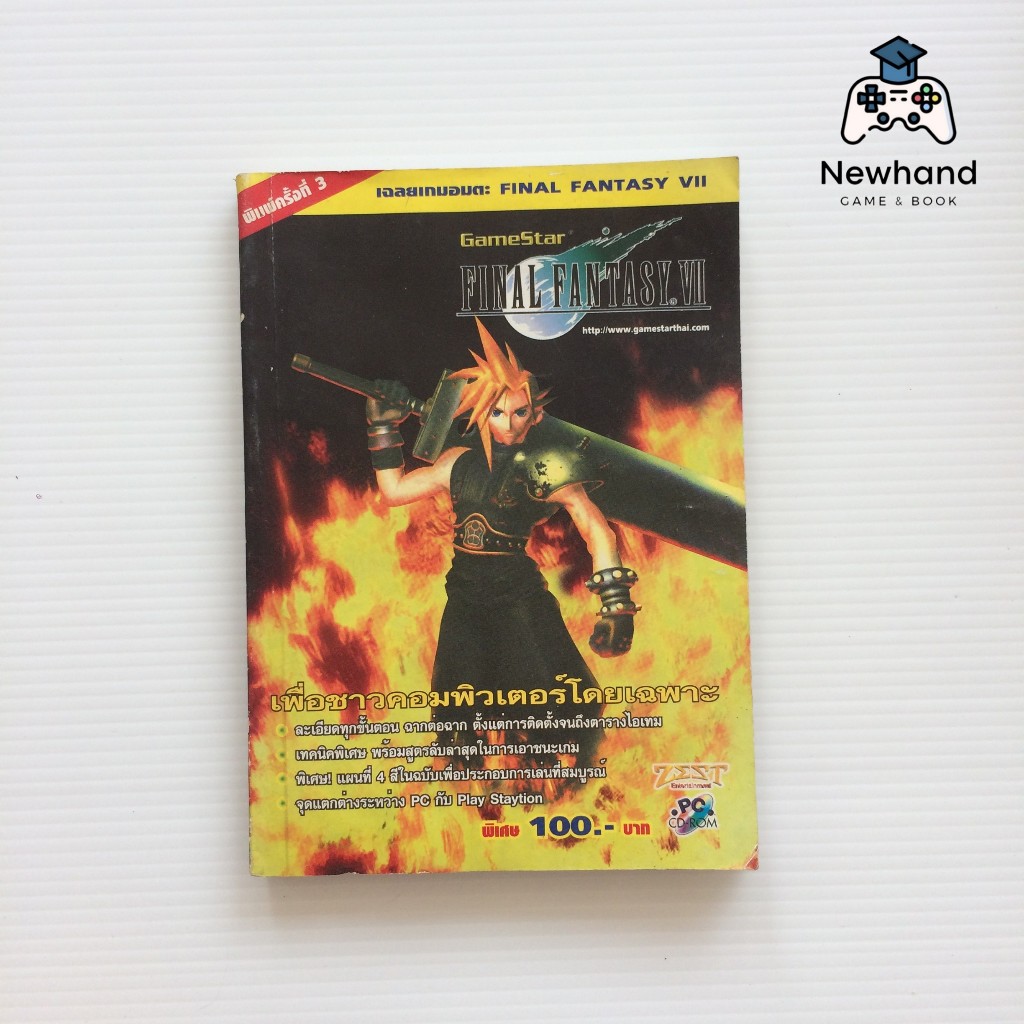 Newhand
GAME & BOOK
พิมพ์ครั้งที่ 3
เฉลยเกมอมตะ FINAL FANTASY VII
GameStar
FINAL FANTASY VII
http://www.gamestarthai.com
เพื่อชาวคอมพิวเตอร์โดยเฉพาะ
ละเอียดทุกขั้นตอน ฉากต่อฉาก ตั้งแต่การติดตั้งจนถึงตารางไอเทม
เทคนิคพิเศษ พร้อมสูตรลับล่าสุดในการเอาชนะเกม
พิเศษ! แผนที่ 4 สีในฉบับเพื่อประกอบการเล่นที่สมบูรณ์
จุดแตกต่างระหว่าง PC กับ Play Staytion
ZEST
Entertainment
PC
CD-ROM
พิเศษ 100.- บาท